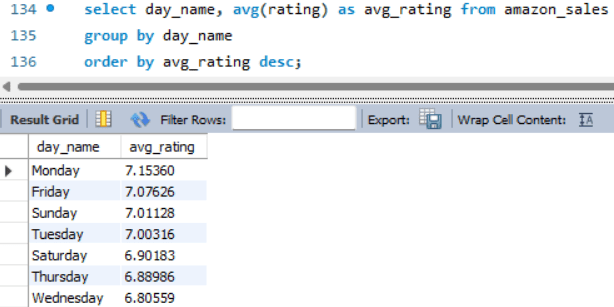 134 select day_name, avg(rating) as avg_rating from amazon_sales
135 group by day_name
136 order by avg_rating desc;
Result Grid Filter Rows: Export: Wrap Cell Content:
day_name avg_rating
Monday 7.15360
Friday 7.07626
Sunday 7.01128
Tuesday 7.00316
Saturday 6.90183
Thursday 6.88986
Wednesday 6.80559